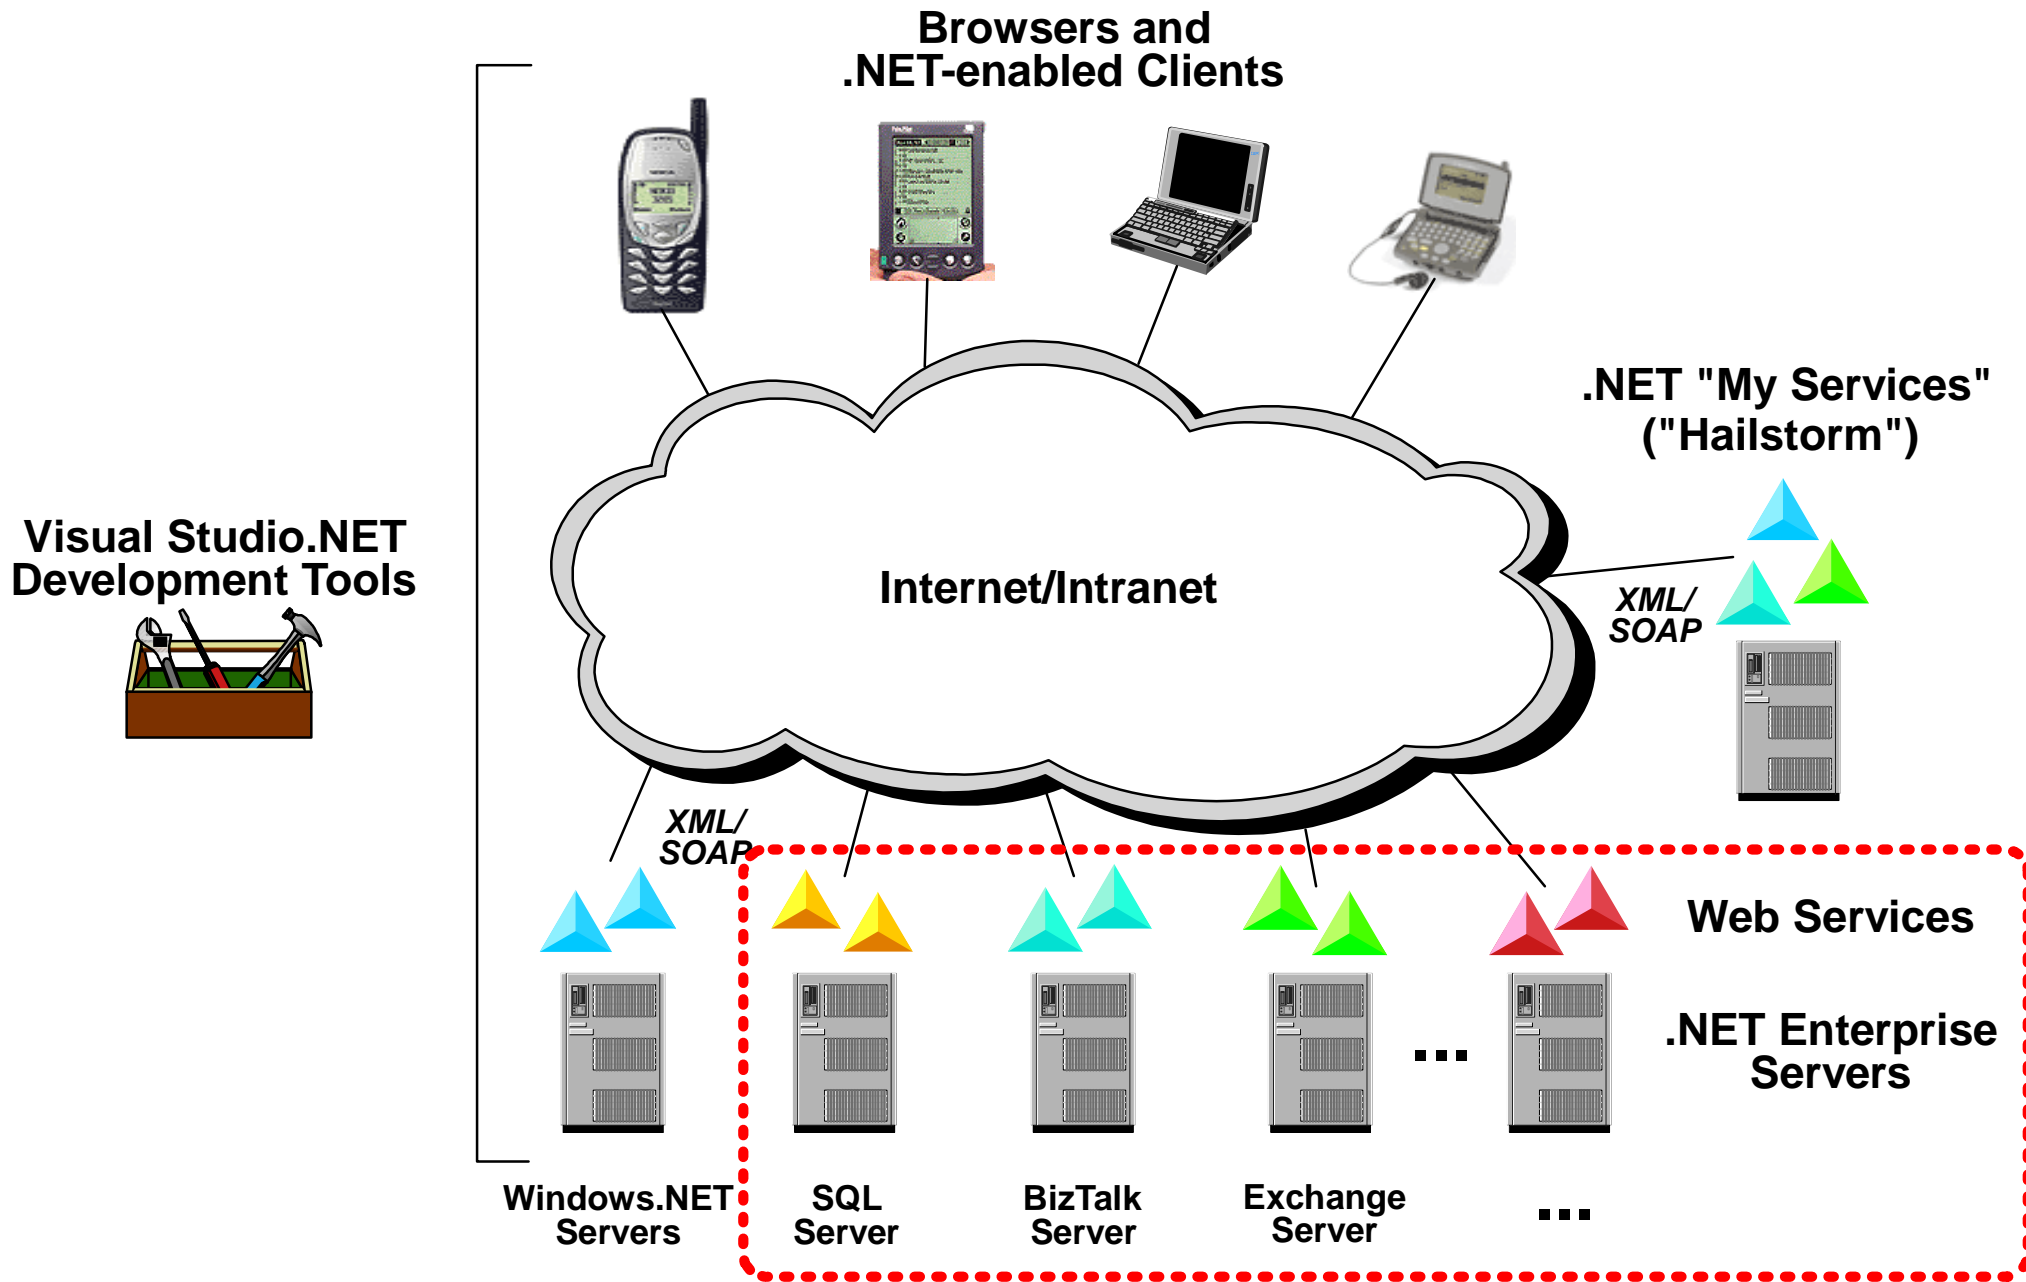 Browsers and
.NET-enabled Clients
.NET "My Services"
("Hailstorm")
Visual Studio.NET
Development Tools
Internet/Intranet
XML/
SOAP
XML/
SOAP
Web Services
.NET Enterprise
Servers
...
Windows.NET
Servers
SQL
Server
BizTalk
Server
Exchange
Server
...